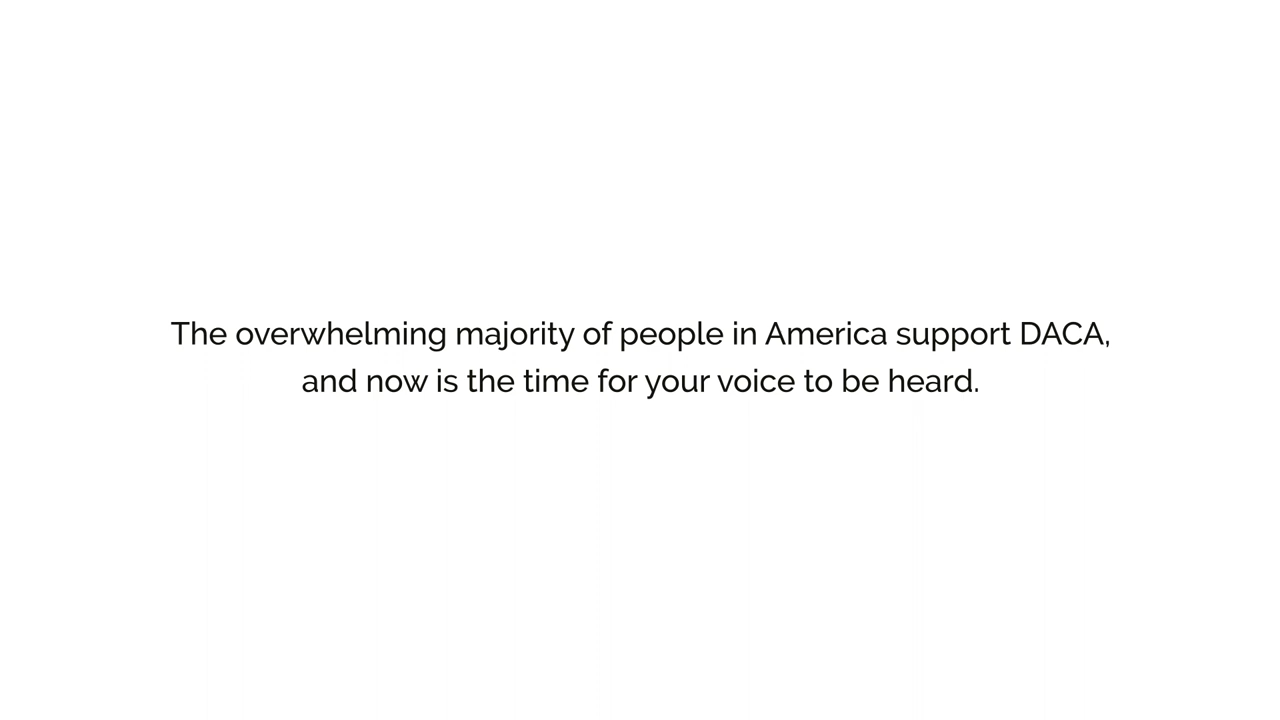 The overwhelming majority of people in America support DACA,
and now is the time for your voice to be heard.